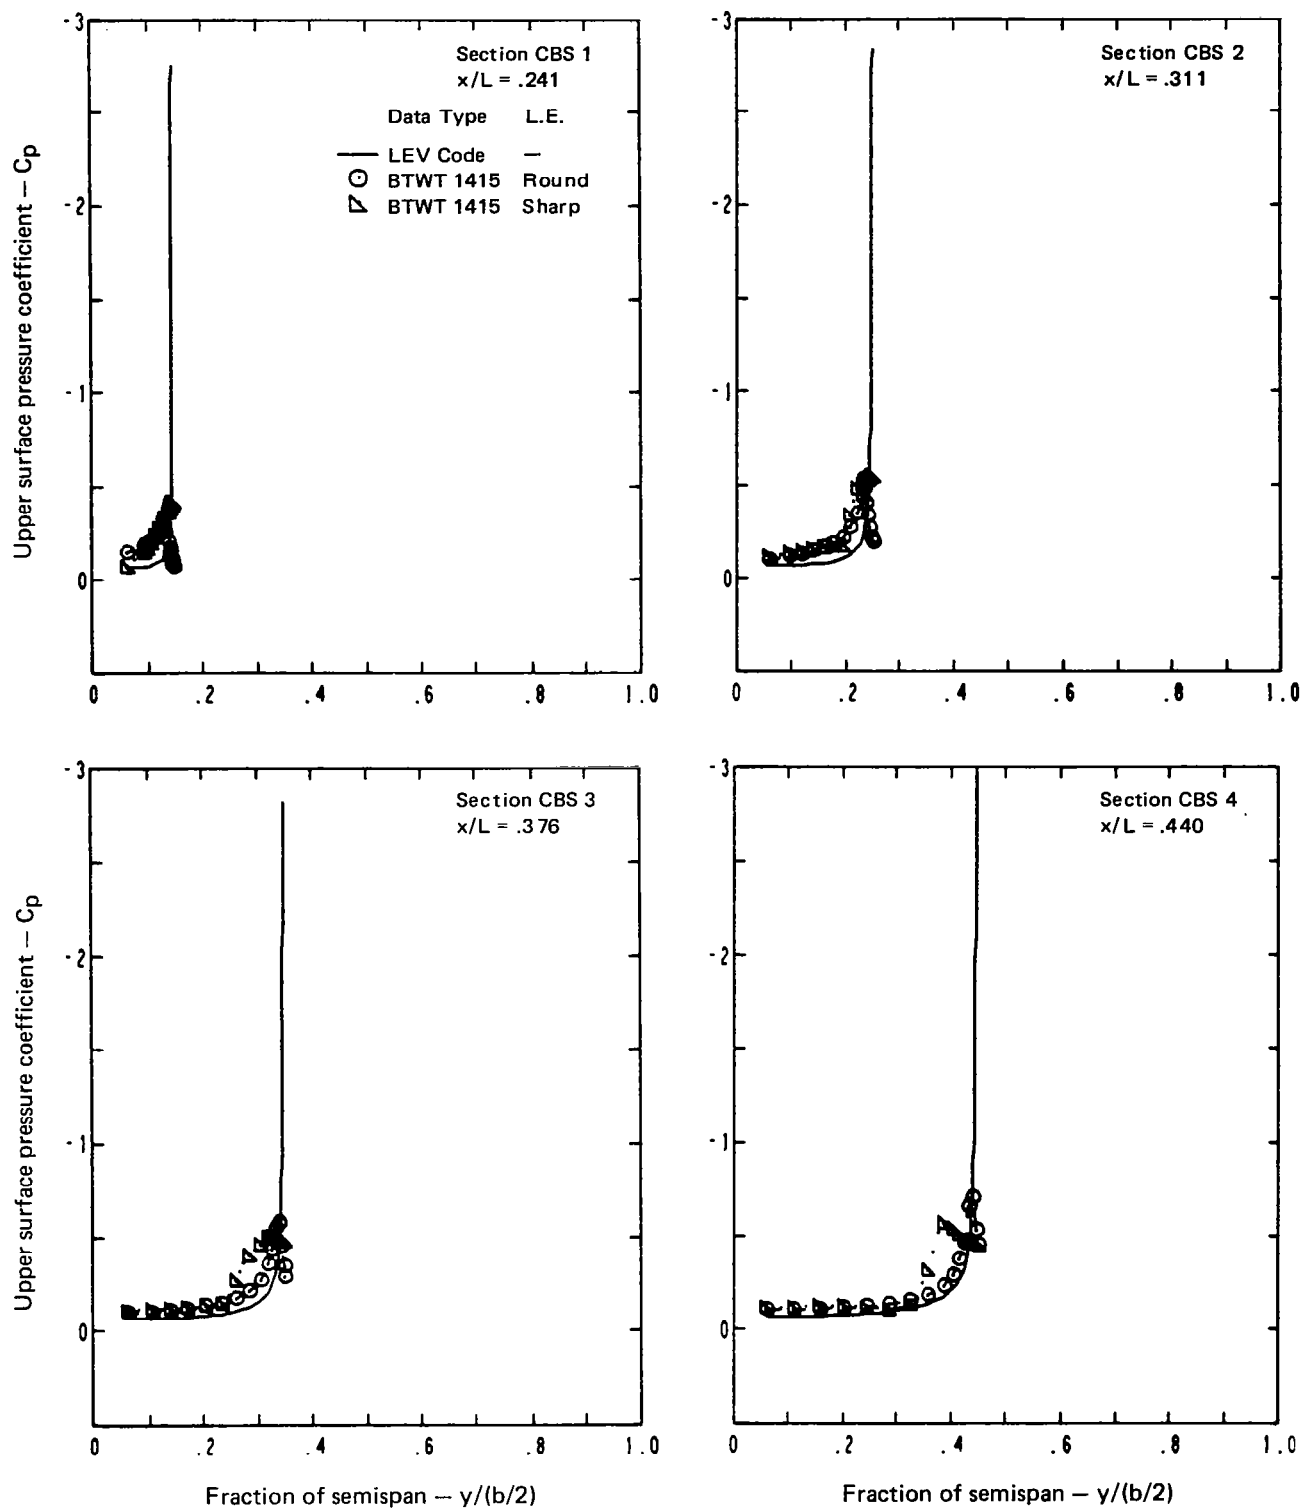 Upper surface pressure coefficient – Cp
-3
-2
-1
0
0 .2 .4 .6 .8 1.0
Section CBS 1
x/L = .241
Data Type L.E.
LEV Code –
BTWT 1415 Round
BTWT 1415 Sharp
-3
-2
-1
0
0 .2 .4 .6 .8 1.0
Section CBS 2
x/L = .311
Upper surface pressure coefficient – Cp
-3
-2
-1
0
0 .2 .4 .6 .8 1.0
Section CBS 3
x/L = .376
Fraction of semispan – y/(b/2)
-3
-2
-1
0
0 .2 .4 .6 .8 1.0
Section CBS 4
x/L = .440
Fraction of semispan – y/(b/2)